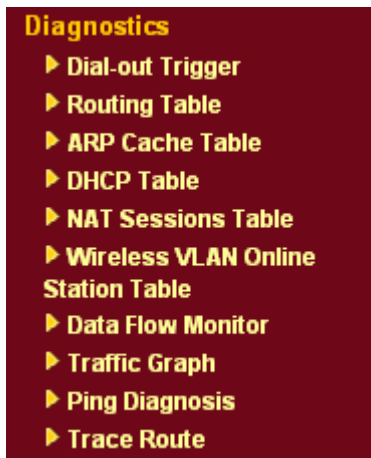 Diagnostics
Dial-out Trigger
Routing Table
ARP Cache Table
DHCP Table
NAT Sessions Table
Wireless VLAN Online
Station Table
Data Flow Monitor
Traffic Graph
Ping Diagnosis
Trace Route